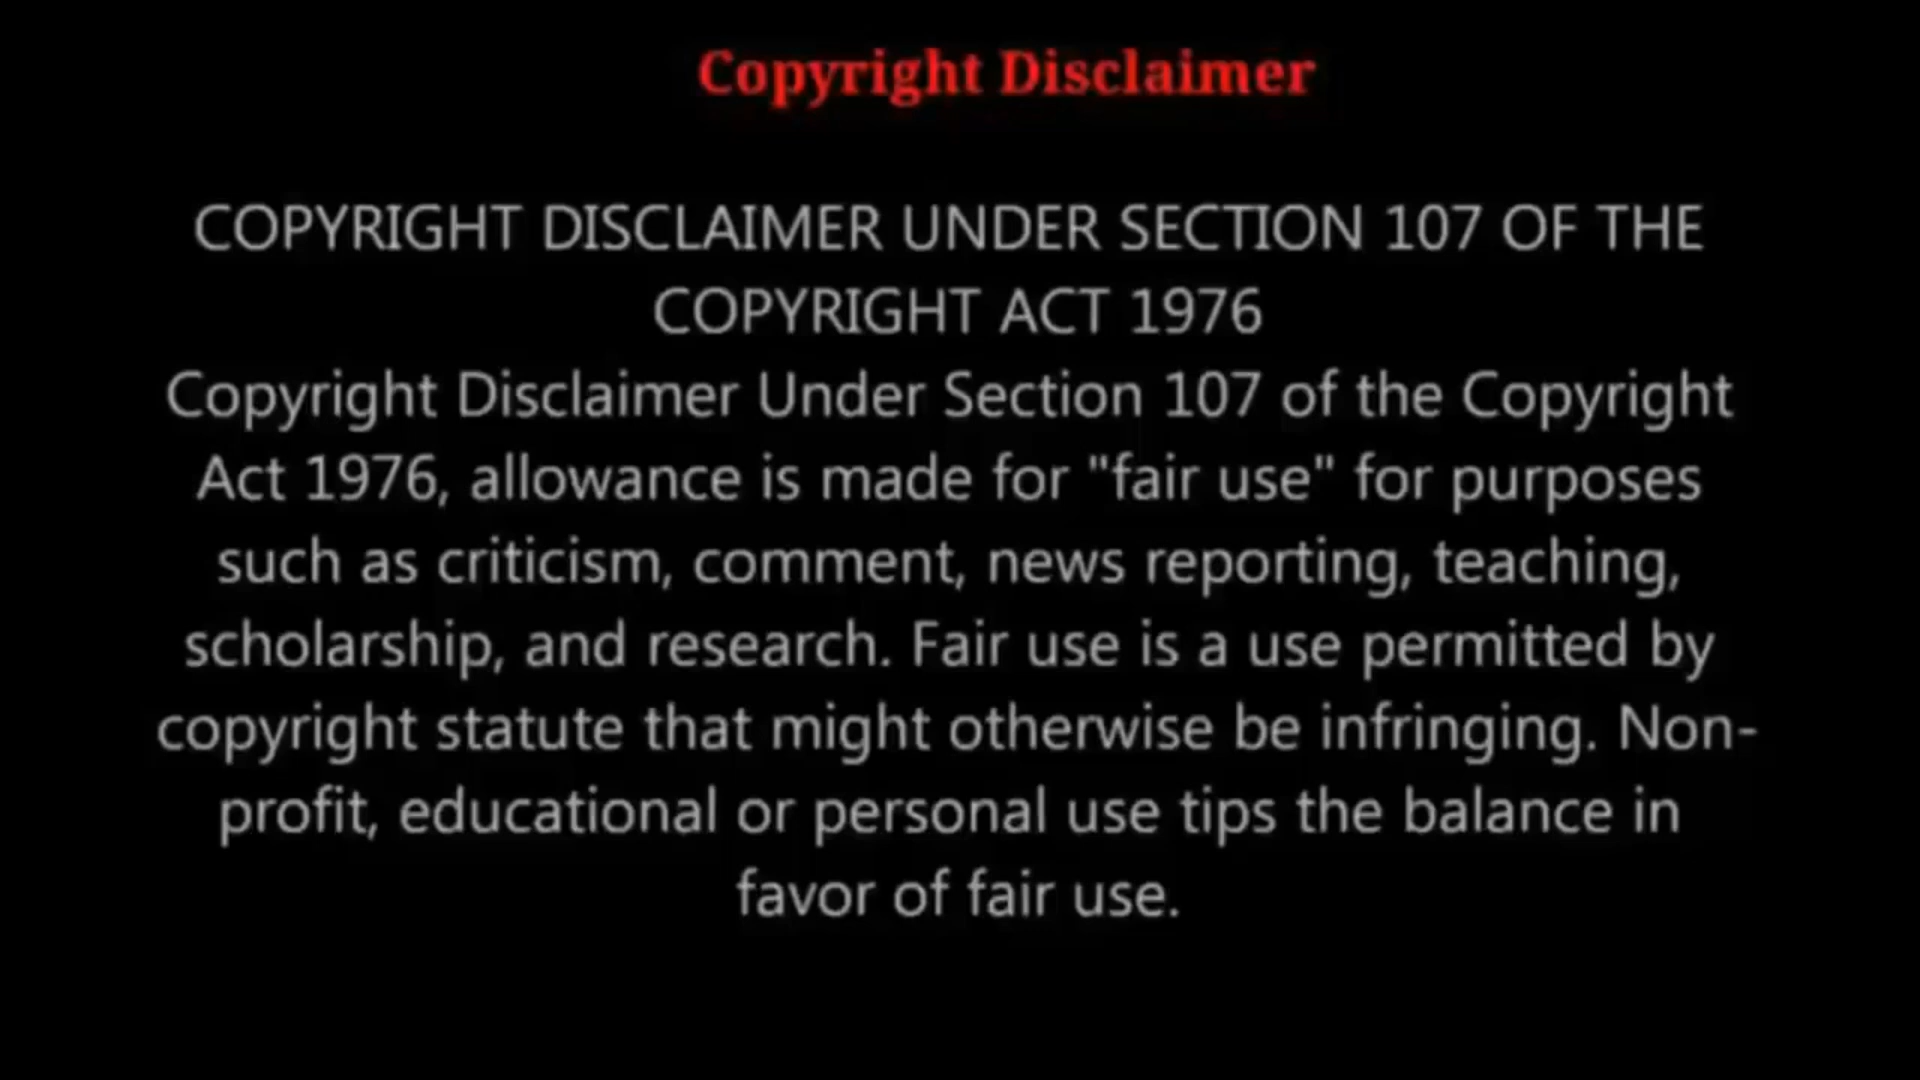 Copyright Disclaimer
COPYRIGHT DISCLAIMER UNDER SECTION 107 OF THE
COPYRIGHT ACT 1976
Copyright Disclaimer Under Section 107 of the Copyright
Act 1976, allowance is made for "fair use" for purposes
such as criticism, comment, news reporting, teaching,
scholarship, and research. Fair use is a use permitted by
copyright statute that might otherwise be infringing. Non-
profit, educational or personal use tips the balance in
favor of fair use.